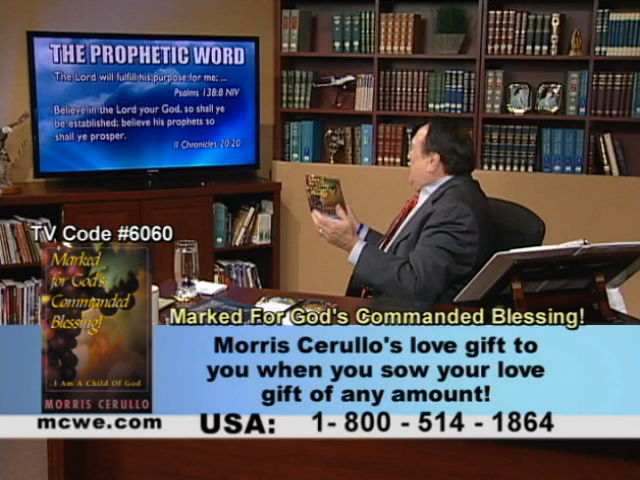 THE PROPHETIC WORD
The Lord will fulfill his purpose for me: ...
Psalms 138:8 NIV
Believe in the Lord your God, so shall ye
be established; believe his prophets so
shall ye prosper.
II Chronicles 20:20
TV Code #6060
Marked
for God's
Commanded
Blessing!
I Am A Child Of God
MORRIS CERULLO
Marked For God's Commanded Blessing!
Morris Cerullo's love gift to
you when you sow your love
gift of any amount!
mcwe.com
USA: 1- 800 - 514 - 1864